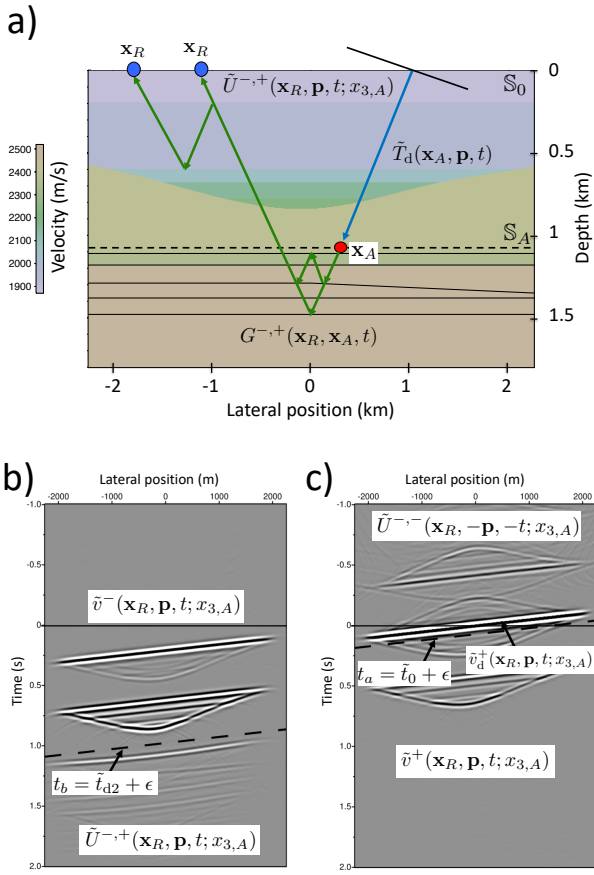 a)
𝐱_R
𝐱_R
Ũ^{−,+}(𝐱_R, 𝐩, t; x_{3,A})
𝕊_0
0
T̃_d(𝐱_A, 𝐩, t)
0.5
Velocity (m/s)
2500
2400
2300
2200
2100
2000
1900
Depth (km)
𝕊_A
1
𝐱_A
G^{−,+}(𝐱_R, 𝐱_A, t)
1.5
-2
-1
0
1
2
Lateral position (km)
b)
Lateral position (m)
-2000
-1000
0
1000
2000
-1.0
-0.5
ṽ^−(𝐱_R, 𝐩, t; x_{3,A})
0
Time (s)
0.5
1.0
t_b = t̃_{d2} + ϵ
1.5
Ũ^{−,+}(𝐱_R, 𝐩, t; x_{3,A})
2.0
c)
Lateral position (m)
-2000
-1000
0
1000
2000
-1.0
Ũ^{−,−}(𝐱_R, −𝐩, −t; x_{3,A})
-0.5
0
Time (s)
ṽ_d^+(𝐱_R, 𝐩, t; x_{3,A})
t_a = t̃_0 + ϵ
0.5
1.0
ṽ^+(𝐱_R, 𝐩, t; x_{3,A})
1.5
2.0